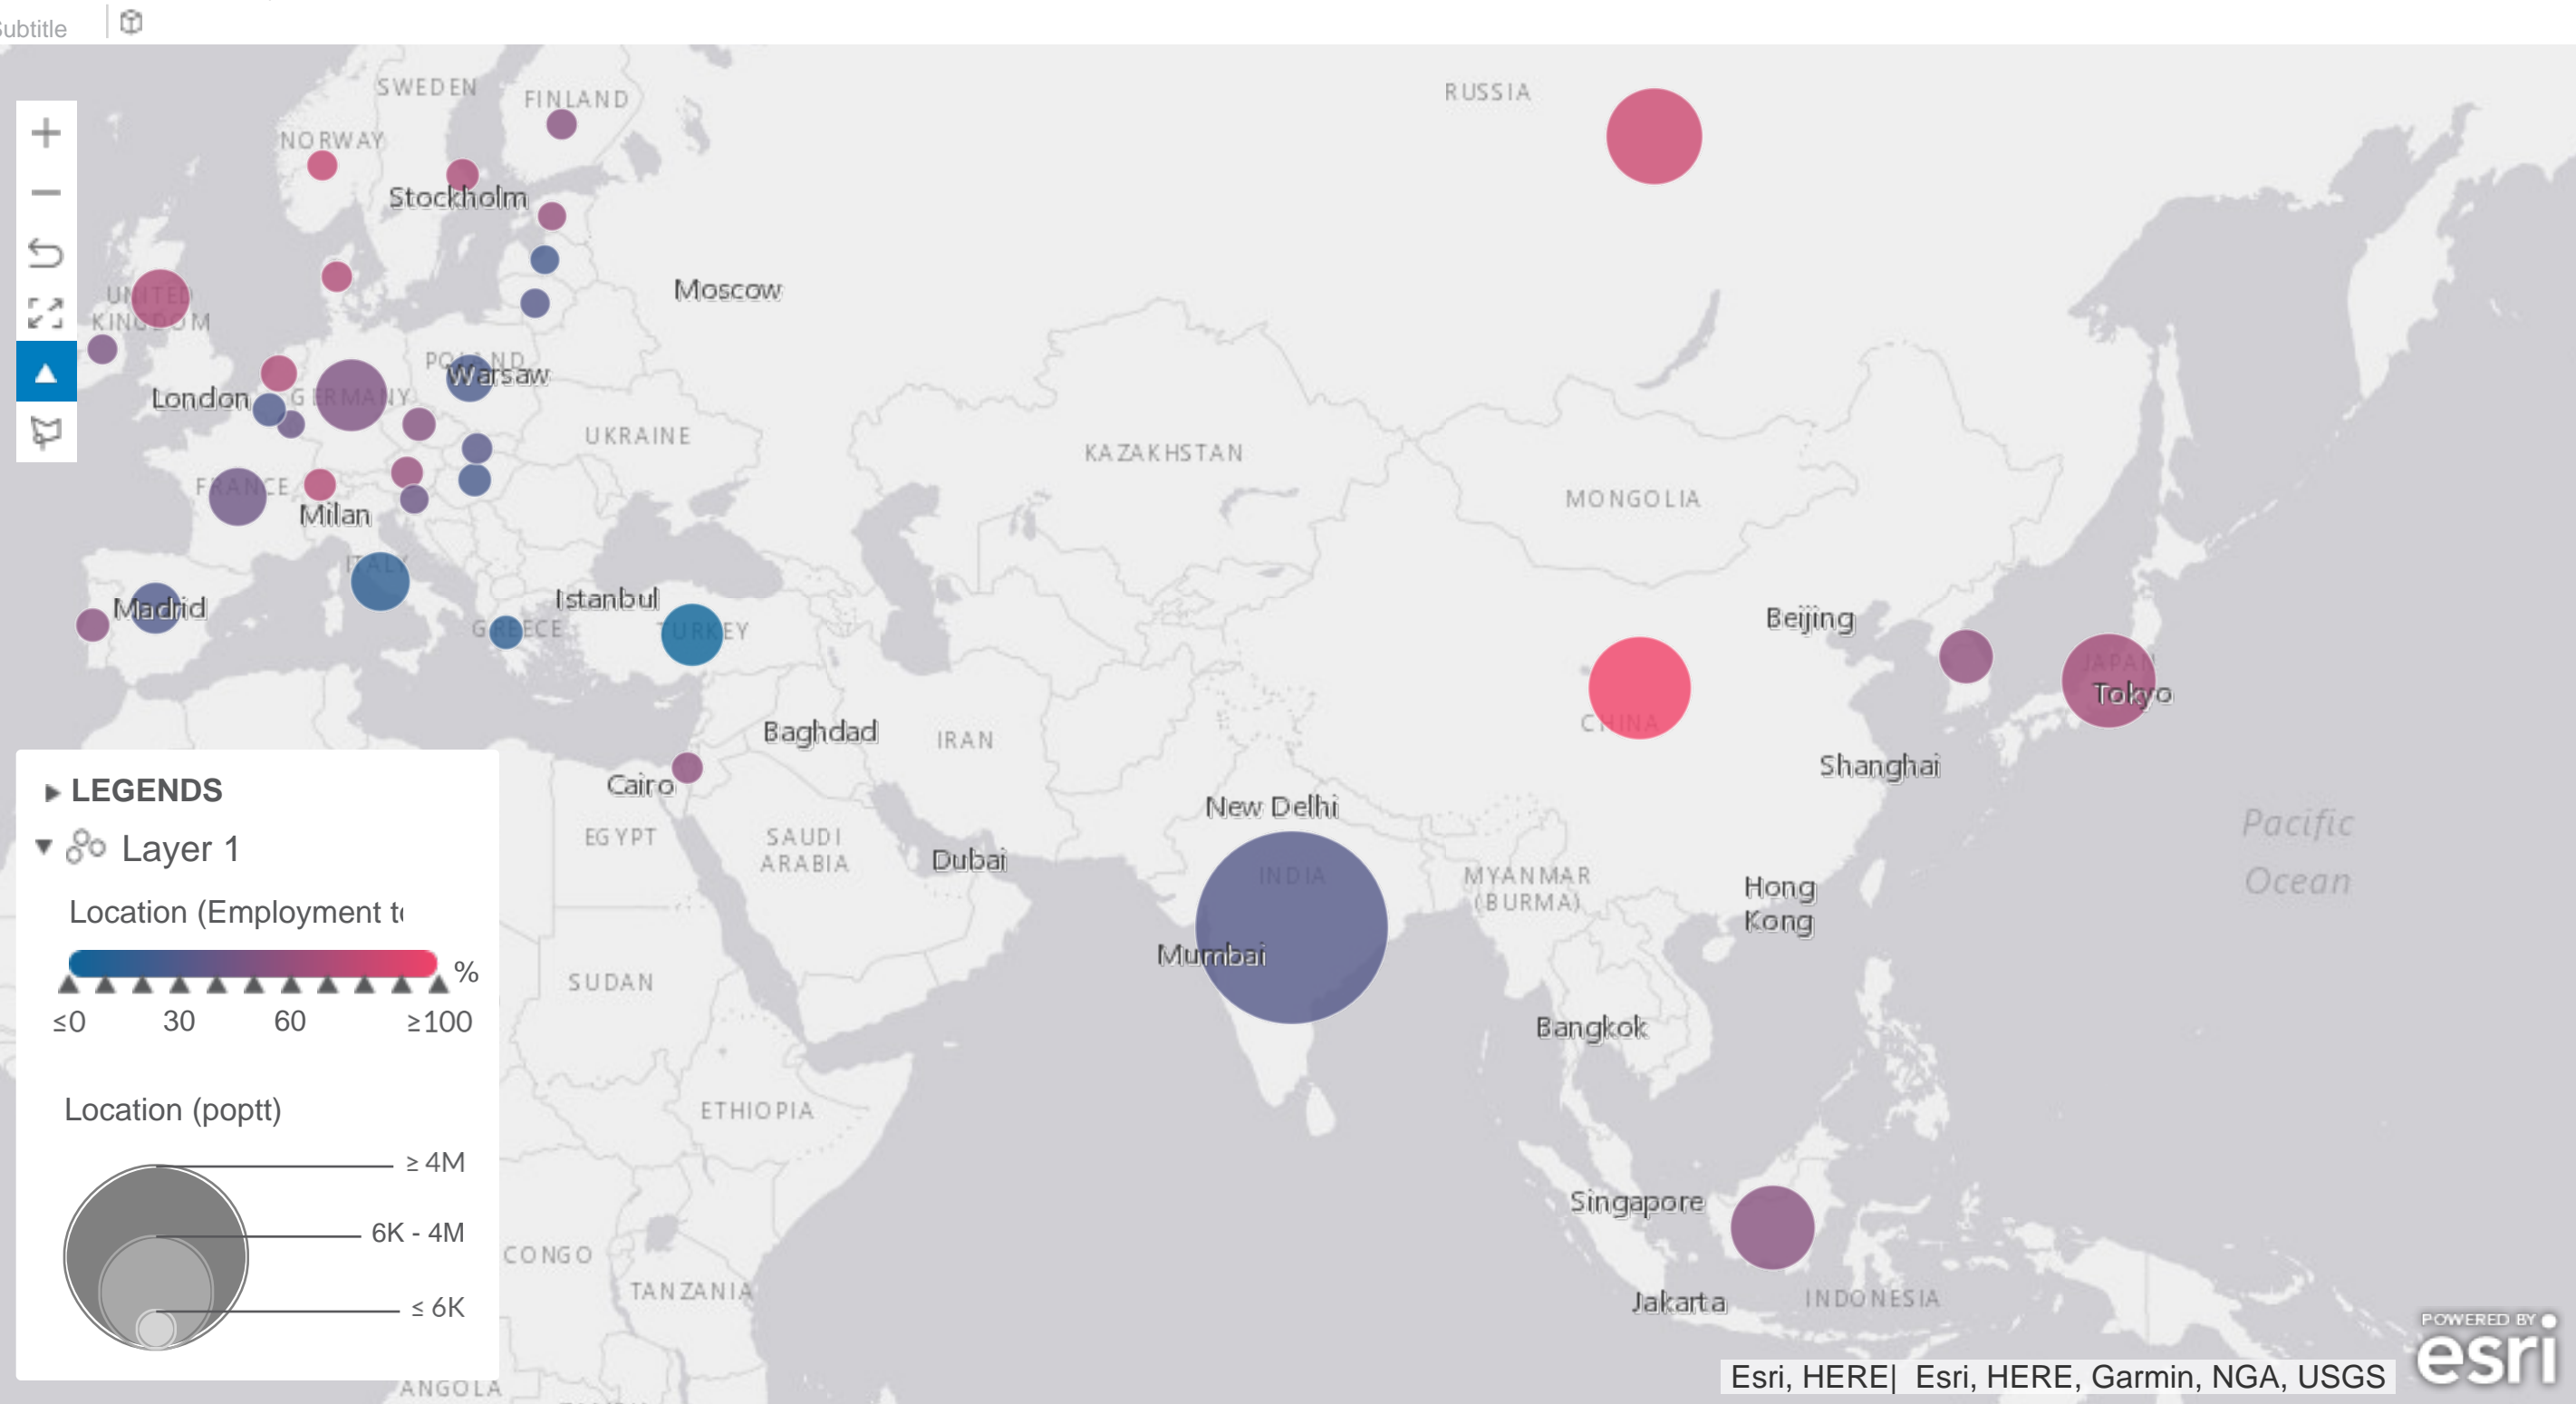 Subtitle
SWEDEN
FINLAND
RUSSIA
NORWAY
Stockholm
Moscow
UNITED
KINGDOM
POLAND
Warsaw
London
GERMANY
UKRAINE
KAZAKHSTAN
FRANCE
MONGOLIA
Milan
ITALY
Madrid
Istanbul
GREECE
TURKEY
Beijing
JAPAN
Tokyo
Baghdad
IRAN
CHINA
Shanghai
Cairo
New Delhi
EGYPT
SAUDI
ARABIA
Dubai
INDIA
MYANMAR
(BURMA)
Hong
Kong
Pacific
Ocean
Mumbai
SUDAN
Bangkok
ETHIOPIA
Singapore
CONGO
TANZANIA
Jakarta
INDONESIA
ANGOLA
LEGENDS
Layer 1
Location (Employment t
%
≤0 30 60 ≥100
Location (poptt)
≥ 4M
6K - 4M
≤ 6K
POWERED BY
esri
Esri, HERE| Esri, HERE, Garmin, NGA, USGS